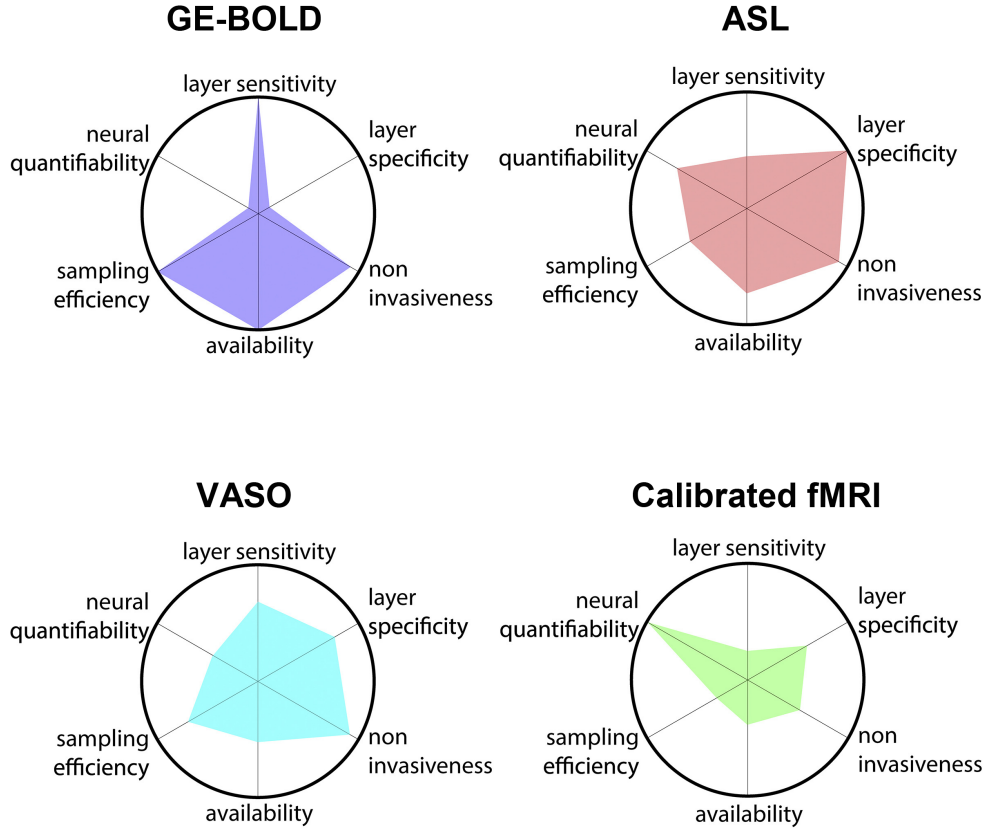 GE-BOLD
layer sensitivity
neural
quantifiability
layer
specificity
sampling
efficiency
non
invasiveness
availability
ASL
layer sensitivity
neural
quantifiability
layer
specificity
sampling
efficiency
non
invasiveness
availability
VASO
layer sensitivity
neural
quantifiability
layer
specificity
sampling
efficiency
non
invasiveness
availability
Calibrated fMRI
layer sensitivity
neural
quantifiability
layer
specificity
sampling
efficiency
non
invasiveness
availability